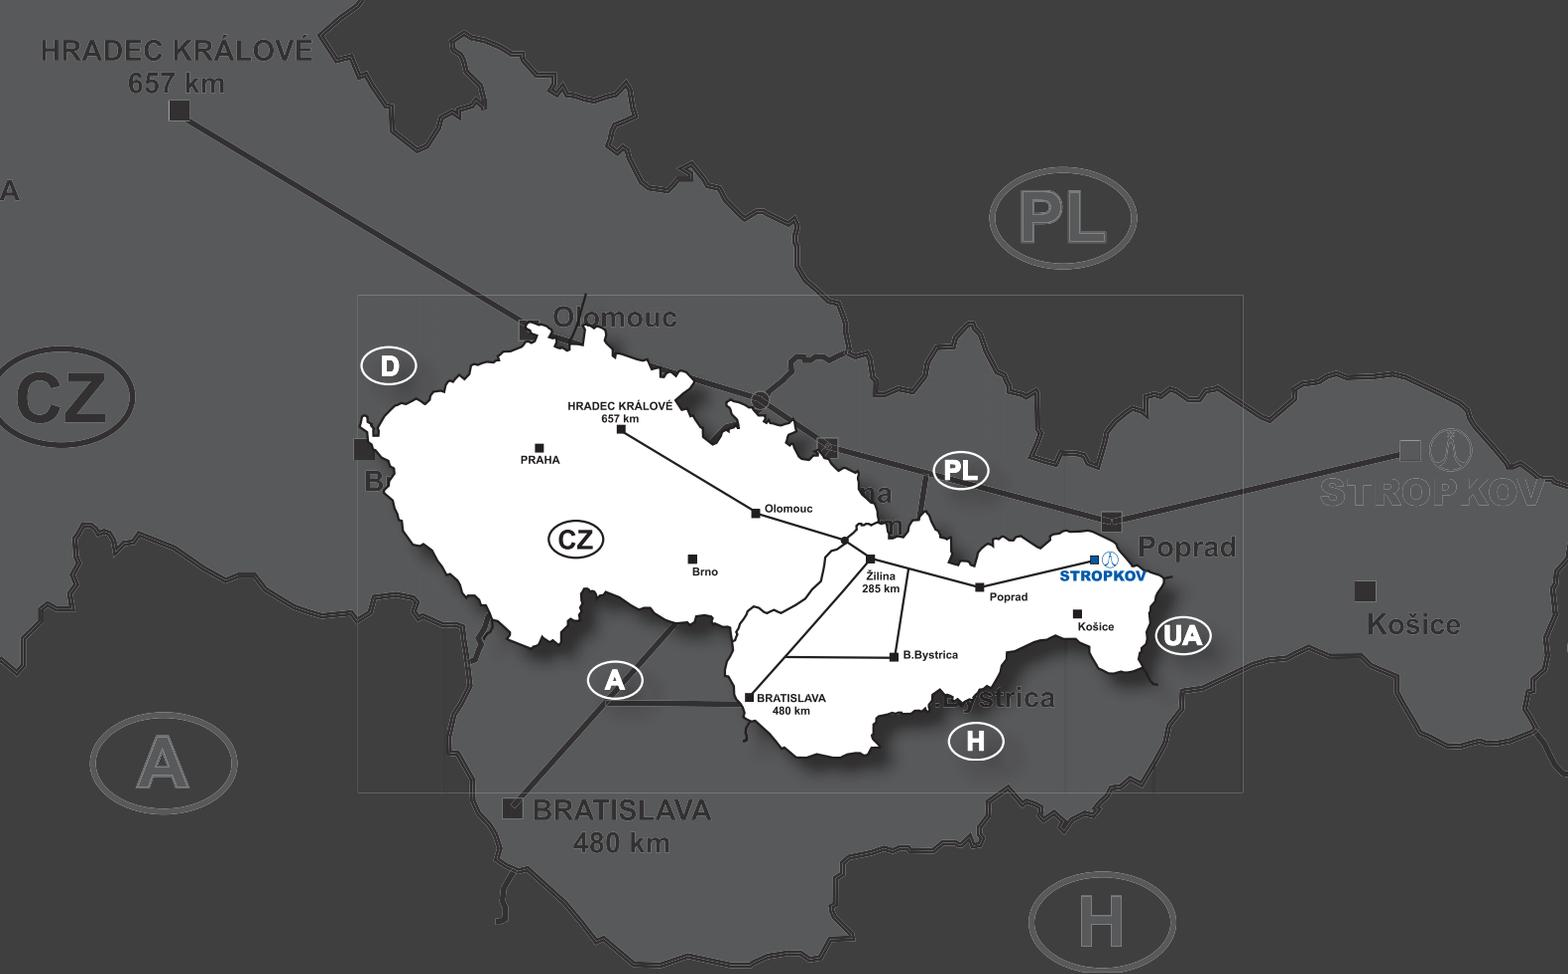 HRADEC KRÁLOVÉ
657 km
A
PL
Olomouc
D
CZ
HRADEC KRÁLOVÉ
657 km
PRAHA
PL
STROPKOV
Olomouc
CZ
Brno
Žilina
285 km
Poprad
STROPKOV
Poprad
Košice
Košice
UA
A
B.Bystrica
BRATISLAVA
480 km
.Bystrica
H
A
BRATISLAVA
480 km
H